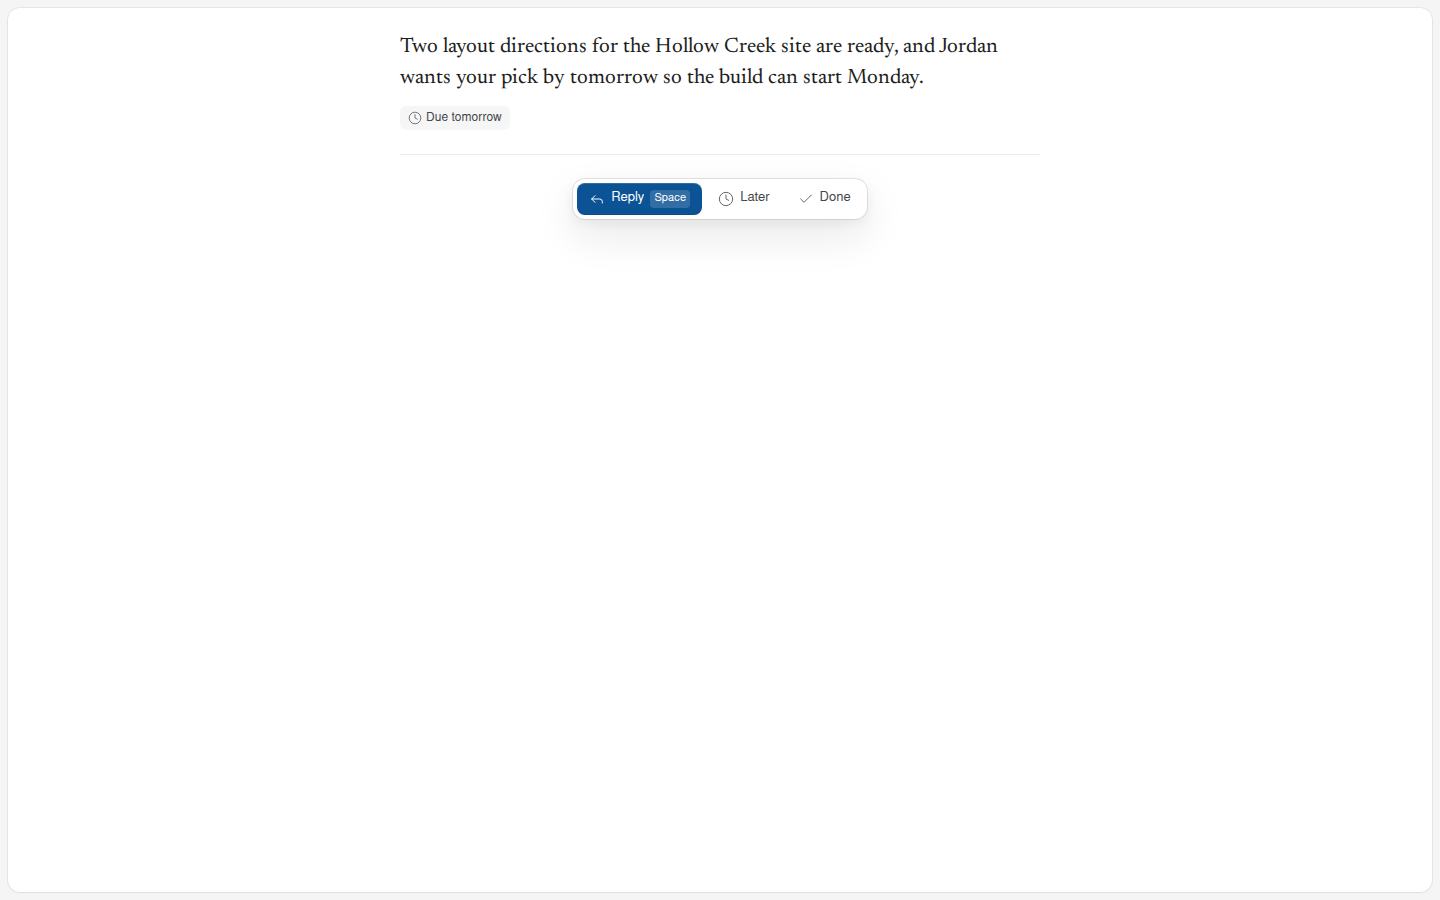 Two layout directions for the Hollow Creek site are ready, and Jordan
wants your pick by tomorrow so the build can start Monday.
Due tomorrow
Reply Space Later Done